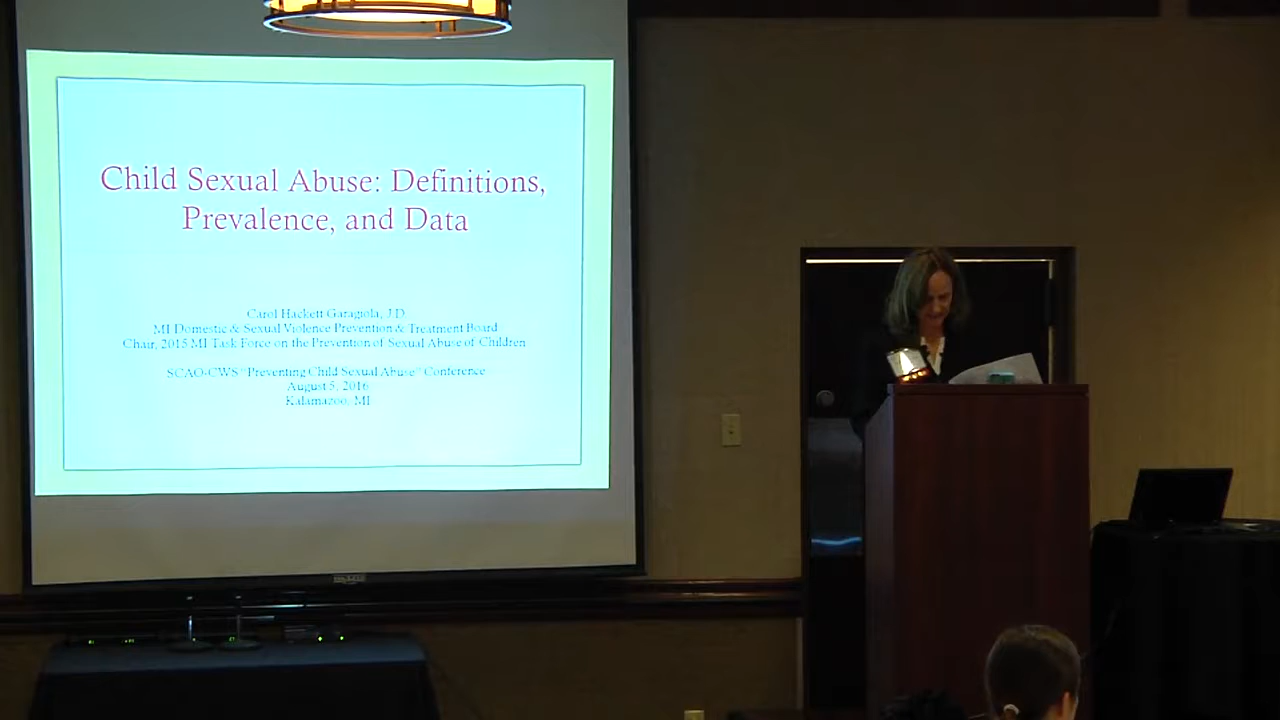 Child Sexual Abuse: Definitions,
Prevalence, and Data
Carol Hackett Garagiola, J.D.
MI Domestic & Sexual Violence Prevention & Treatment Board
Chair, 2015 MI Task Force on the Prevention of Sexual Abuse of Children
SCAO-CWS "Preventing Child Sexual Abuse" Conference
August 5, 2016
Kalamazoo, MI